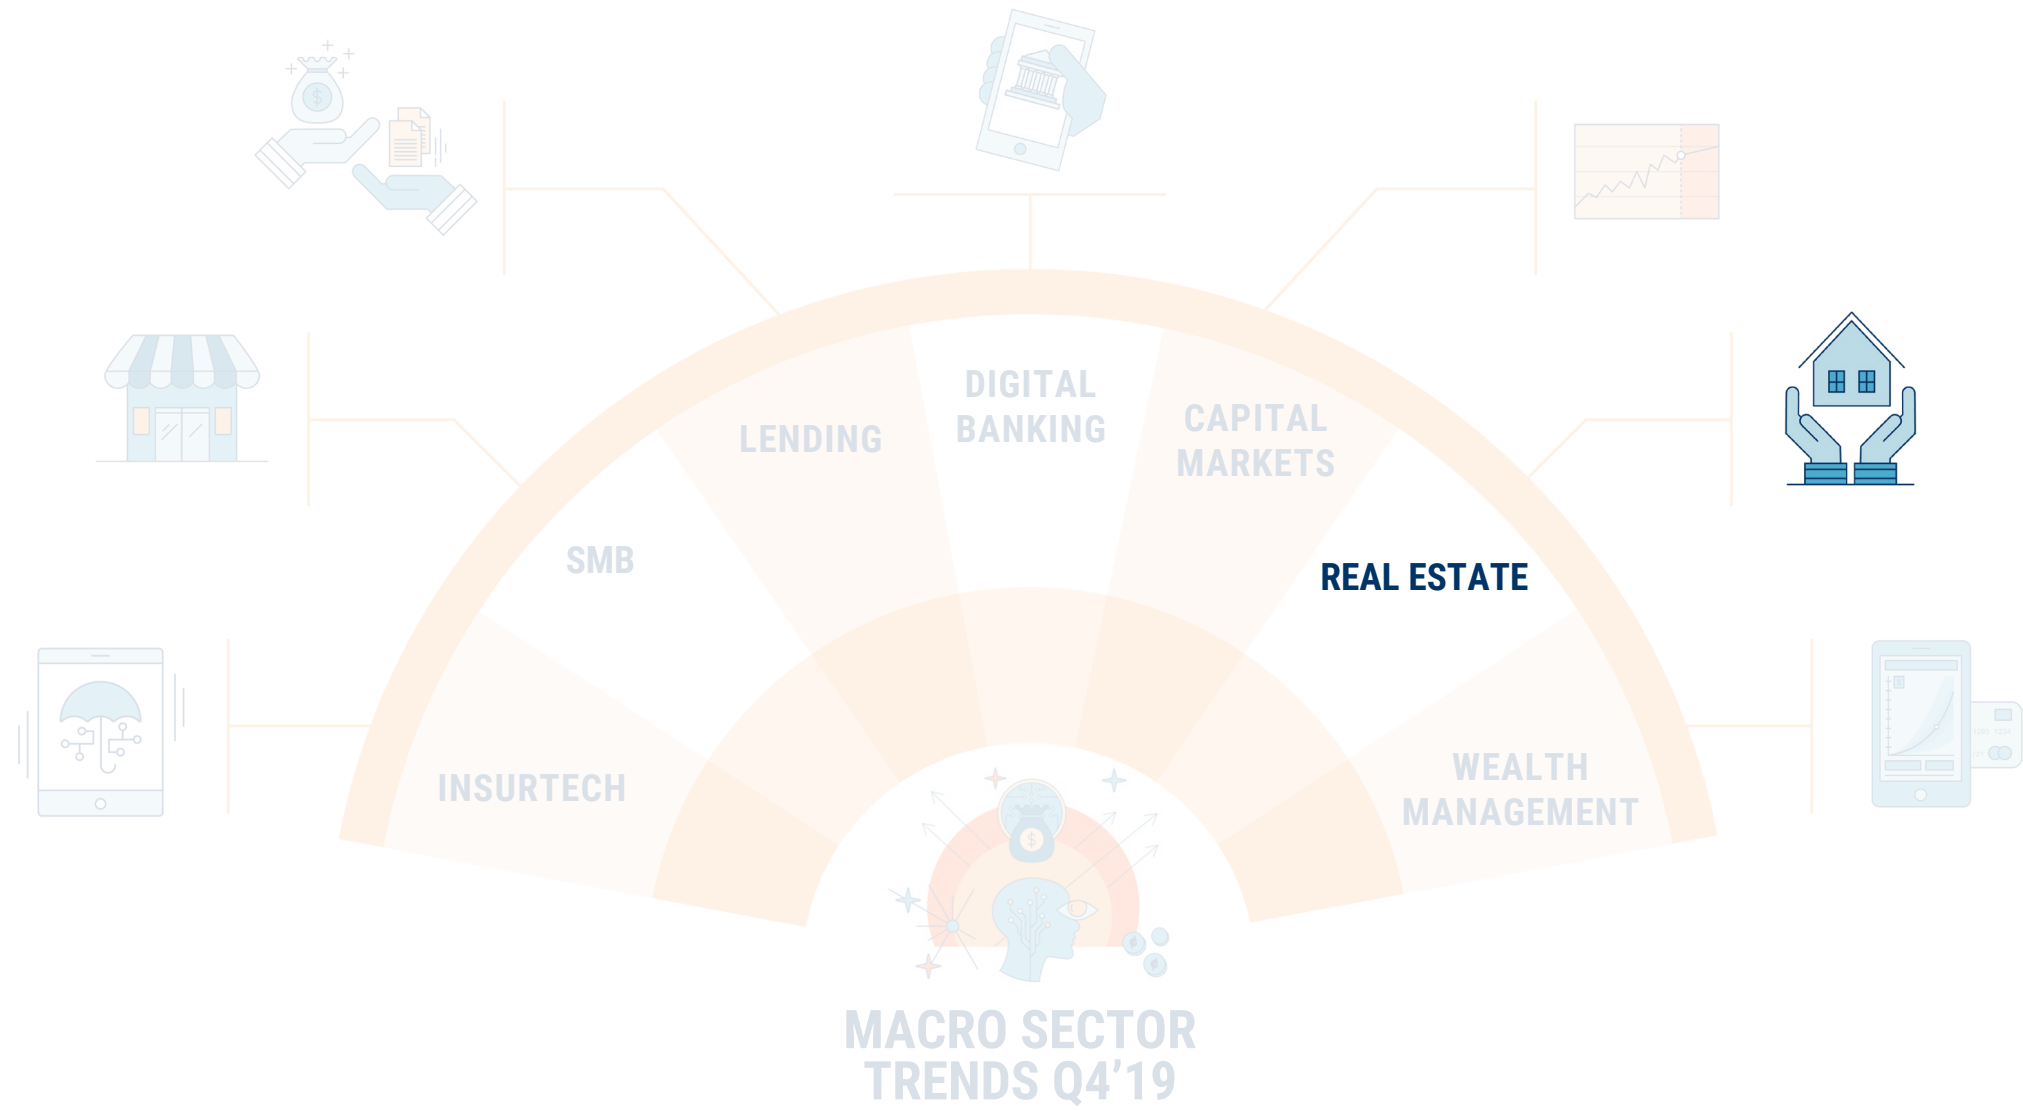 DIGITAL
BANKING
LENDING
CAPITAL
MARKETS
SMB
REAL ESTATE
INSURTECH
WEALTH
MANAGEMENT
MACRO SECTOR
TRENDS Q4’19